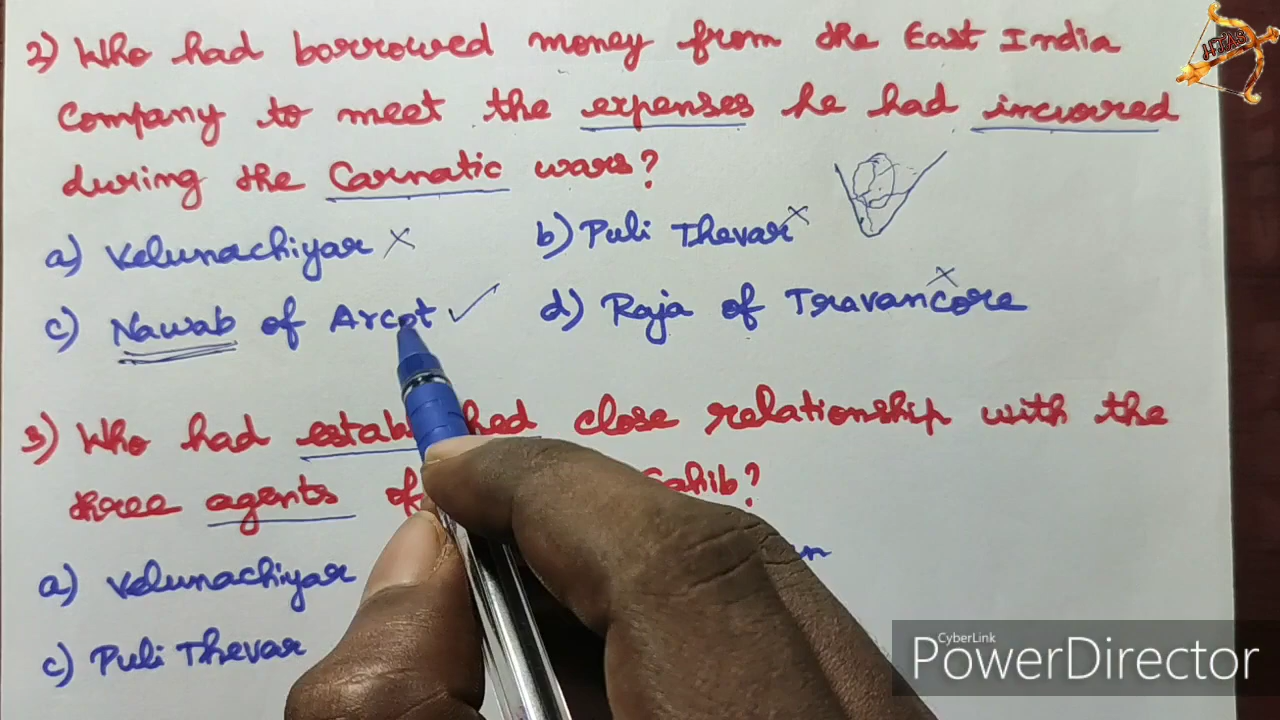 2) Who had borrowed money from the East India
Company to meet the expenses he had incurred
during the Carnatic wars?
a) Velunachiyar b) Puli Thevar
c) Nawab of Arcot d) Raja of Travancore
3) Who had established close relationship with the
three agents of Sahib?
a) Velunachiyar
c) Puli Thevar
HTMS
CyberLink
PowerDirector